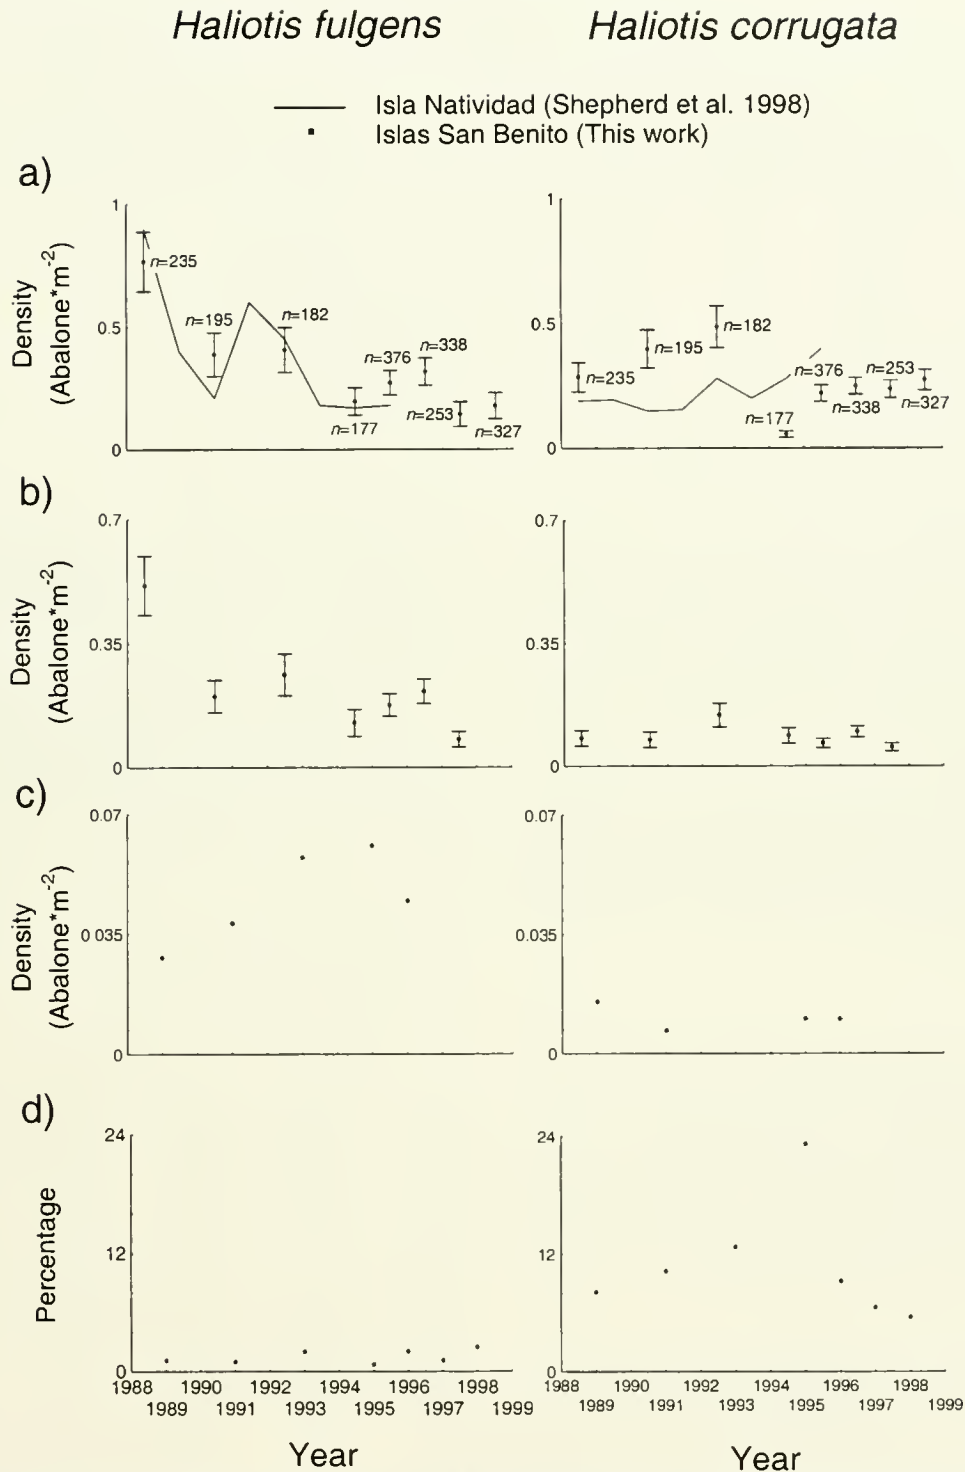 Haliotis fulgens
Haliotis corrugata
Isla Natividad (Shepherd et al. 1998)
Islas San Benito (This work)
a)
Density
(Abalone*m-2)
1
0.5
0
n=235
n=195
n=182
n=177
n=376
n=338
n=253
n=327
1
0.5
0
n=235
n=195
n=182
n=177
n=376
n=338
n=253
n=327
b)
Density
(Abalone*m-2)
0.7
0.35
0
0.7
0.35
0
c)
Density
(Abalone*m-2)
0.07
0 035
0
0.07
0.035
0
d)
Percentage
24
12
0
24
12
0
1988 1990 1992 1994 1996 1998
1989 1991 1993 1995 1997 1999
Year
1988 1990 1992 1994 1996 1998
1989 1991 1993 1995 1997 1999
Year